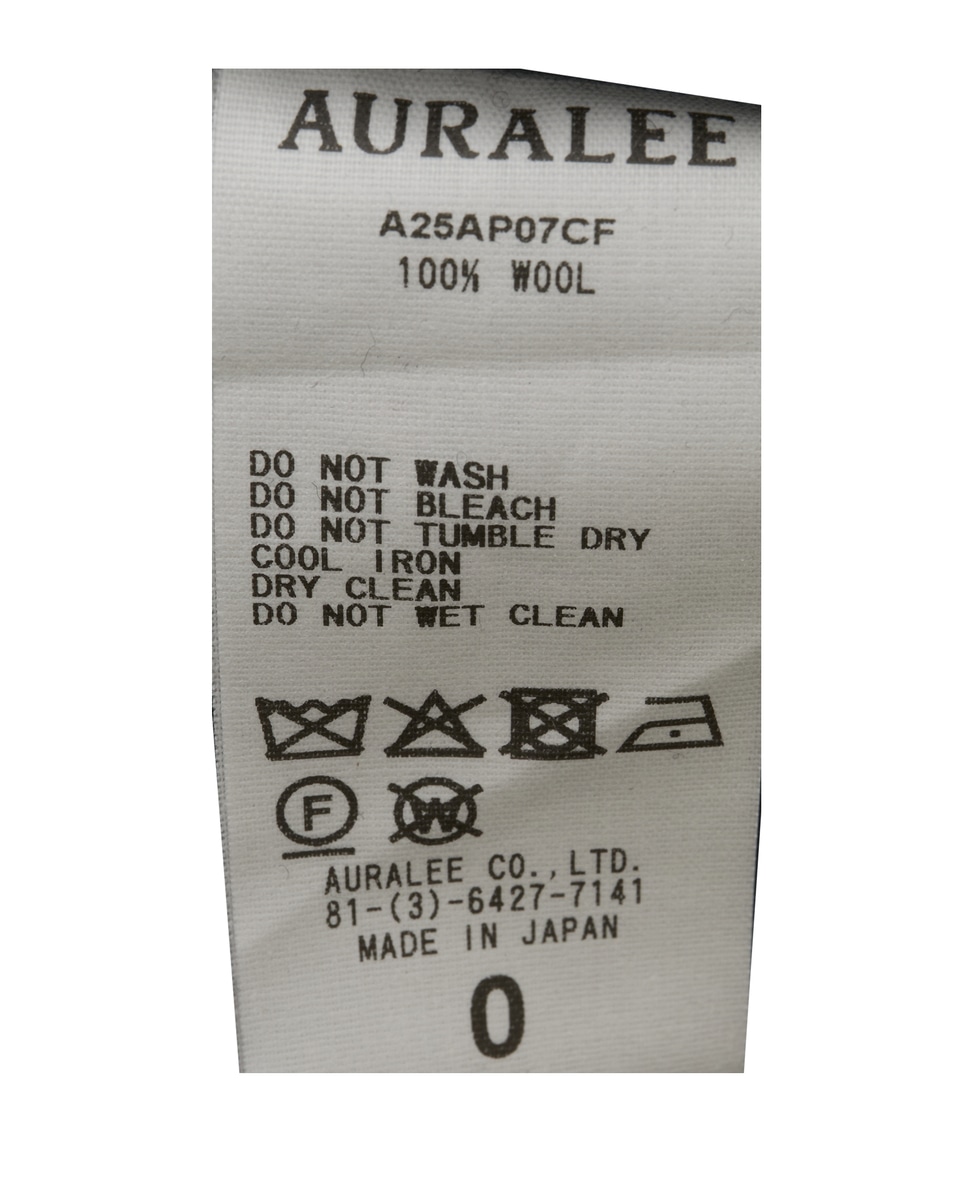 AURALEE
A25AP07CF
100% WOOL
DO NOT WASH
DO NOT BLEACH
DO NOT TUMBLE DRY
COOL IRON
DRY CLEAN
DO NOT WET CLEAN
F W
AURALEE CO.,LTD.
81-(3)-6427-7141
MADE IN JAPAN
0